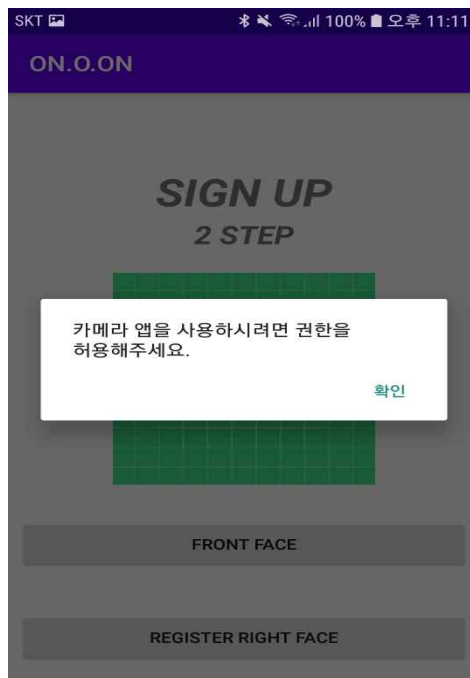 SKT 100% 오후 11:11
ON.O.ON
SIGN UP
2 STEP
카메라 앱을 사용하시려면 권한을
허용해주세요.
확인
FRONT FACE
REGISTER RIGHT FACE